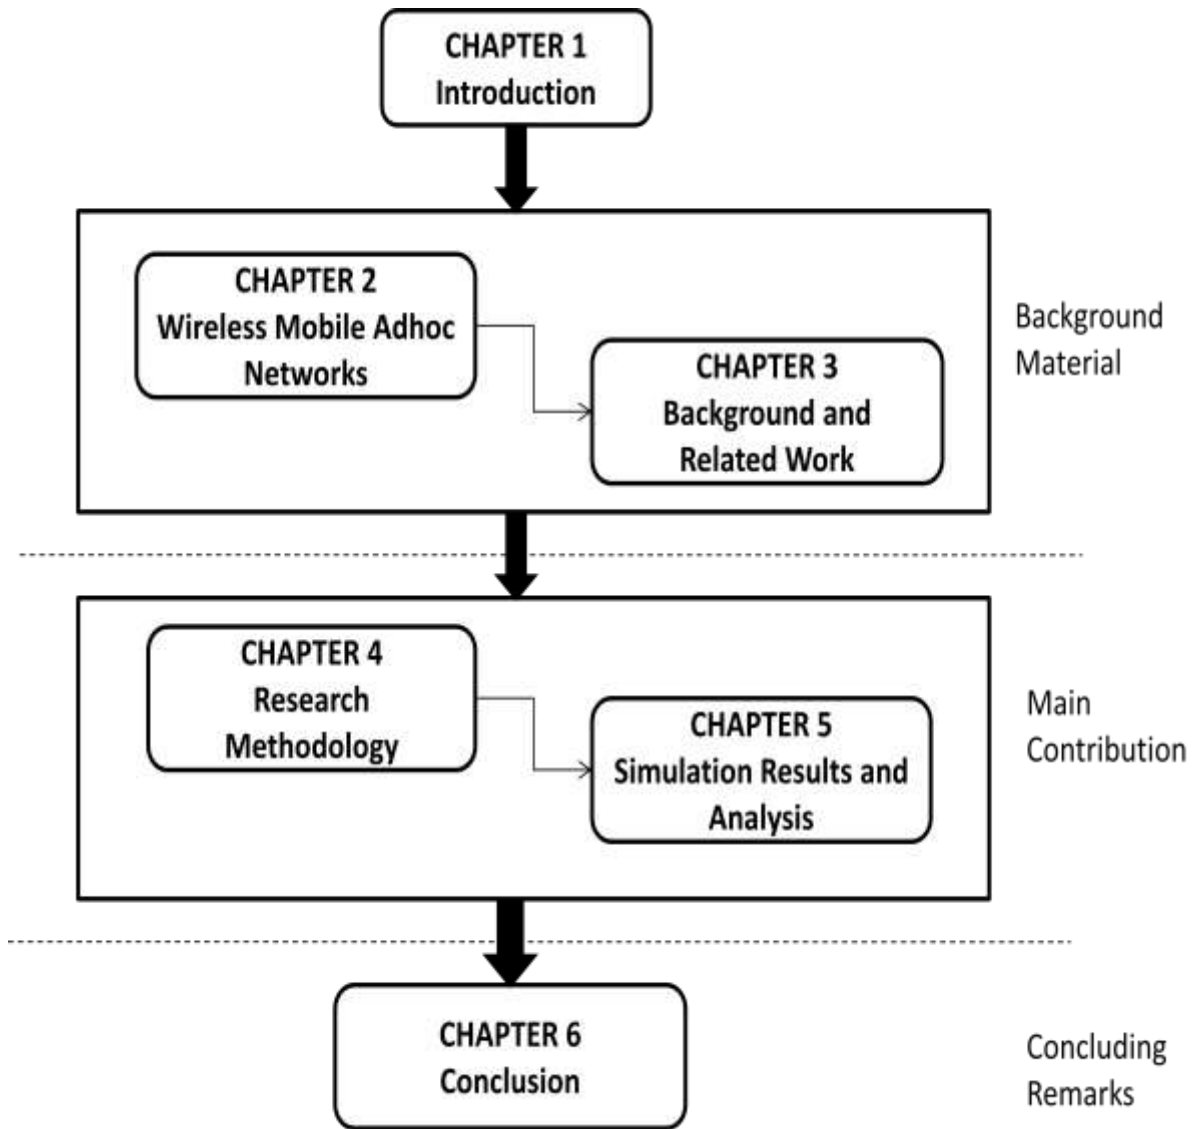 CHAPTER 1
Introduction
CHAPTER 2
Wireless Mobile Adhoc
Networks
CHAPTER 3
Background and
Related Work
Background
Material
CHAPTER 4
Research
Methodology
CHAPTER 5
Simulation Results and
Analysis
Main
Contribution
CHAPTER 6
Conclusion
Concluding
Remarks